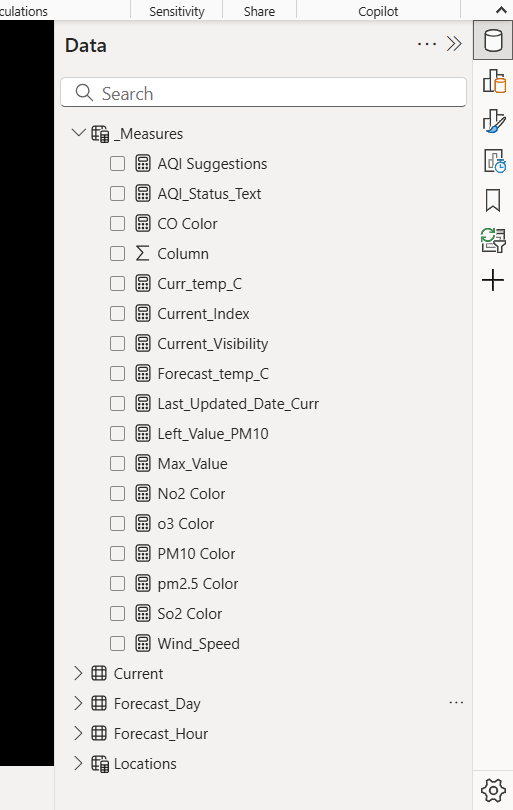 culations
Sensitivity
Share
Copilot
Data
Search
_Measures
AQI Suggestions
AQI_Status_Text
CO Color
Column
Curr_temp_C
Current_Index
Current_Visibility
Forecast_temp_C
Last_Updated_Date_Curr
Left_Value_PM10
Max_Value
No2 Color
o3 Color
PM10 Color
pm2.5 Color
So2 Color
Wind_Speed
Current
Forecast_Day
Forecast_Hour
Locations